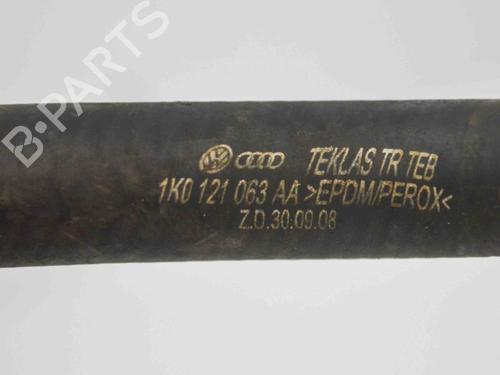 B-PARTS
TEKLAS TR TEB
1K0 121 063 AA >EPDM/PEROX<
Z.D.30.09.08